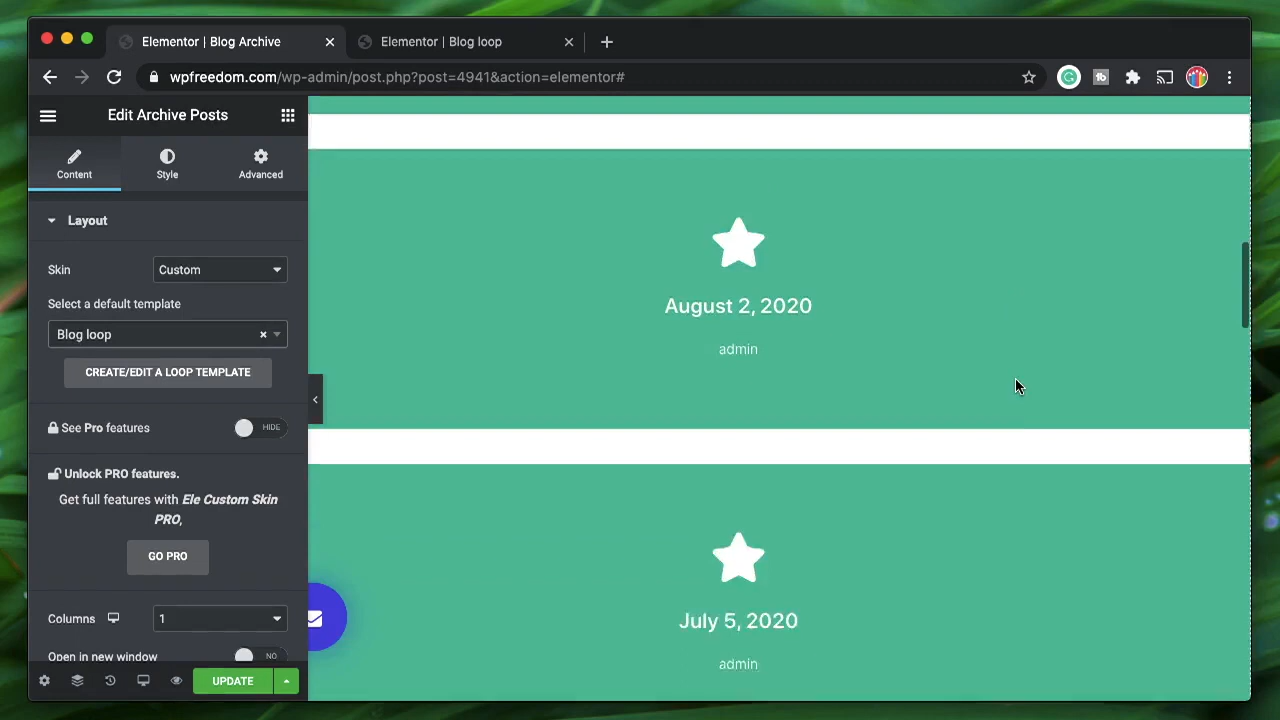 Elementor | Blog Archive
Elementor | Blog loop
wpfreedom.com/wp-admin/post.php?post=4941&action=elementor#
Edit Archive Posts
Content
Style
Advanced
Layout
Skin
Custom
Select a default template
Blog loop
CREATE/EDIT A LOOP TEMPLATE
See Pro features
HIDE
Unlock PRO features.
Get full features with Ele Custom Skin
PRO,
GO PRO
Columns
1
Open in new window
NO
UPDATE
August 2, 2020
admin
July 5, 2020
admin